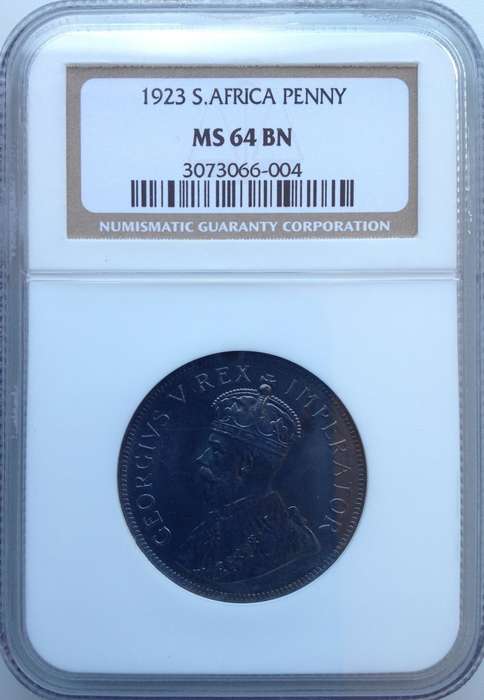 1923 S.AFRICA PENNY
MS 64 BN
3073066-004
NUMISMATIC GUARANTY CORPORATION
GEORGIVS V REX IMPERATOR